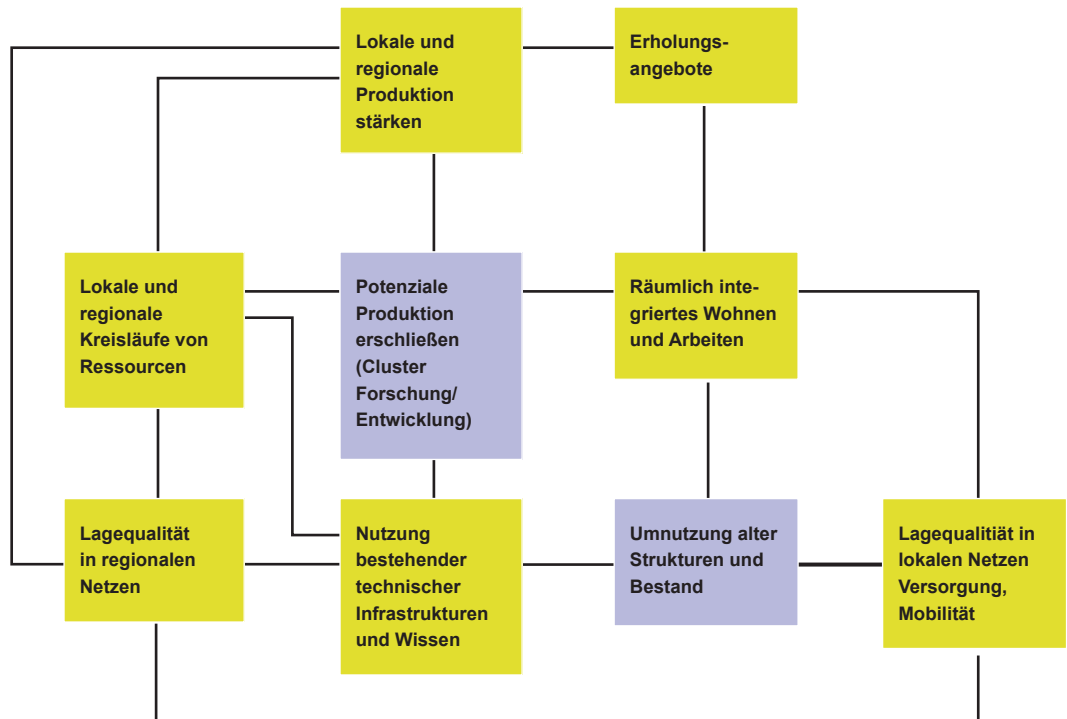 Lokale und
regionale
Produktion
stärken
Erholungs-
angebote
Lokale und
regionale
Kreisläufe von
Ressourcen
Potenziale
Produktion
erschließen
(Cluster
Forschung/
Entwicklung)
Räumlich inte-
griertes Wohnen
und Arbeiten
Lagequalität
in regionalen
Netzen
Nutzung
bestehender
technischer
Infrastrukturen
und Wissen
Umnutzung alter
Strukturen und
Bestand
Lagequalitiät in
lokalen Netzen
Versorgung,
Mobilität